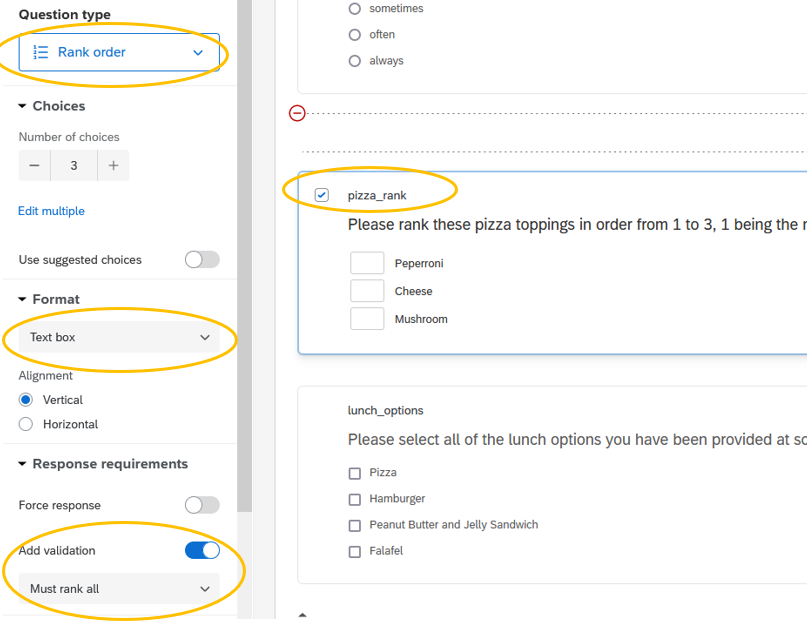 Question type
Rank order
Choices
Number of choices
3
Edit multiple
Use suggested choices
Format
Text box
Alignment
Vertical
Horizontal
Response requirements
Force response
Add validation
Must rank all
sometimes
often
always
pizza_rank
Please rank these pizza toppings in order from 1 to 3, 1 being the
Peperroni
Cheese
Mushroom
lunch_options
Please select all of the lunch options you have been provided at
Pizza
Hamburger
Peanut Butter and Jelly Sandwich
Falafel